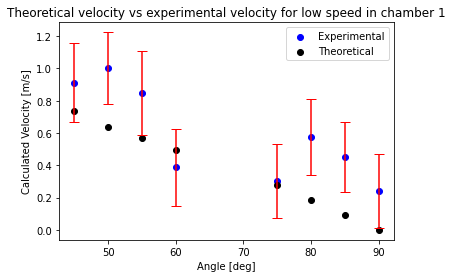 Theoretical velocity vs experimental velocity for low speed in chamber 1
Experimental
Theoretical
Calculated Velocity [m/s]
1.2
1.0
0.8
0.6
0.4
0.2
0.0
50
60
70
80
90
Angle [deg]